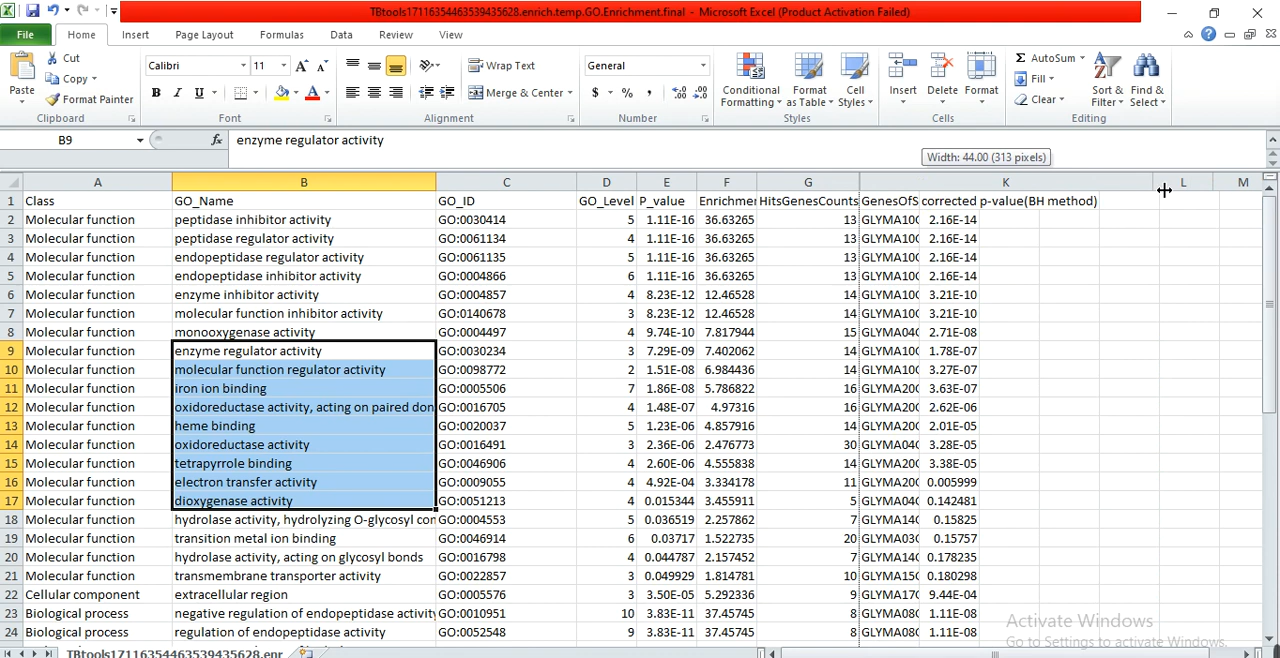 TBtools17116354463539435628.enrich.temp.GO.Enrichment.final - Microsoft Excel (Product Activation Failed)
File Home Insert Page Layout Formulas Data Review View
Paste Cut Copy Format Painter Clipboard
Calibri 11 B I U A Font
Wrap Text Merge & Center Alignment
General $ % , Number
Conditional Formatting Format as Table Cell Styles Styles
Insert Delete Format Cells
Σ AutoSum Fill Clear Sort & Filter Find & Select Editing
B9 fx enzyme regulator activity
Width: 44.00 (313 pixels)
A B C D E F G K L M
1 Class GO_Name GO_ID GO_Level P_value Enrichmen HitsGenesCounts GenesOfS corrected p-value(BH method)
2 Molecular function peptidase inhibitor activity GO:0030414 5 1.11E-16 36.63265 13 GLYMA10G 2.16E-14
3 Molecular function peptidase regulator activity GO:0061134 4 1.11E-16 36.63265 13 GLYMA10G 2.16E-14
4 Molecular function endopeptidase regulator activity GO:0061135 5 1.11E-16 36.63265 13 GLYMA10G 2.16E-14
5 Molecular function endopeptidase inhibitor activity GO:0004866 6 1.11E-16 36.63265 13 GLYMA10G 2.16E-14
6 Molecular function enzyme inhibitor activity GO:0004857 4 8.23E-12 12.46528 14 GLYMA10G 3.21E-10
7 Molecular function molecular function inhibitor activity GO:0140678 3 8.23E-12 12.46528 14 GLYMA10G 3.21E-10
8 Molecular function monooxygenase activity GO:0004497 4 9.74E-10 7.817944 15 GLYMA04G 2.71E-08
9 Molecular function enzyme regulator activity GO:0030234 3 7.29E-09 7.402062 14 GLYMA10G 1.78E-07
10 Molecular function molecular function regulator activity GO:0098772 2 1.51E-08 6.984436 14 GLYMA10G 3.27E-07
11 Molecular function iron ion binding GO:0005506 7 1.86E-08 5.786822 16 GLYMA20G 3.63E-07
12 Molecular function oxidoreductase activity, acting on paired don GO:0016705 4 1.48E-07 4.97316 16 GLYMA20G 2.62E-06
13 Molecular function heme binding GO:0020037 5 1.23E-06 4.857916 14 GLYMA20G 2.01E-05
14 Molecular function oxidoreductase activity GO:0016491 3 2.36E-06 2.476773 30 GLYMA04G 3.28E-05
15 Molecular function tetrapyrrole binding GO:0046906 4 2.60E-06 4.555838 14 GLYMA20G 3.38E-05
16 Molecular function electron transfer activity GO:0009055 4 4.92E-04 3.334178 11 GLYMA20G 0.005999
17 Molecular function dioxygenase activity GO:0051213 4 0.015344 3.455911 5 GLYMA04G 0.142481
18 Molecular function hydrolase activity, hydrolyzing O-glycosyl con GO:0004553 5 0.036519 2.257862 7 GLYMA14G 0.15825
19 Molecular function transition metal ion binding GO:0046914 6 0.03717 1.522735 20 GLYMA03G 0.15757
20 Molecular function hydrolase activity, acting on glycosyl bonds GO:0016798 4 0.044787 2.157452 7 GLYMA14G 0.178235
21 Molecular function transmembrane transporter activity GO:0022857 3 0.049929 1.814781 10 GLYMA15G 0.180298
22 Cellular component extracellular region GO:0005576 3 3.50E-05 5.292336 9 GLYMA17G 9.44E-04
23 Biological process negative regulation of endopeptidase activity GO:0010951 10 3.83E-11 37.45745 8 GLYMA08G 1.11E-08
24 Biological process regulation of endopeptidase activity GO:0052548 9 3.83E-11 37.45745 8 GLYMA08G 1.11E-08
Activate Windows
Go to Settings to activate Windows.
TBtools17116354463539435628.enr